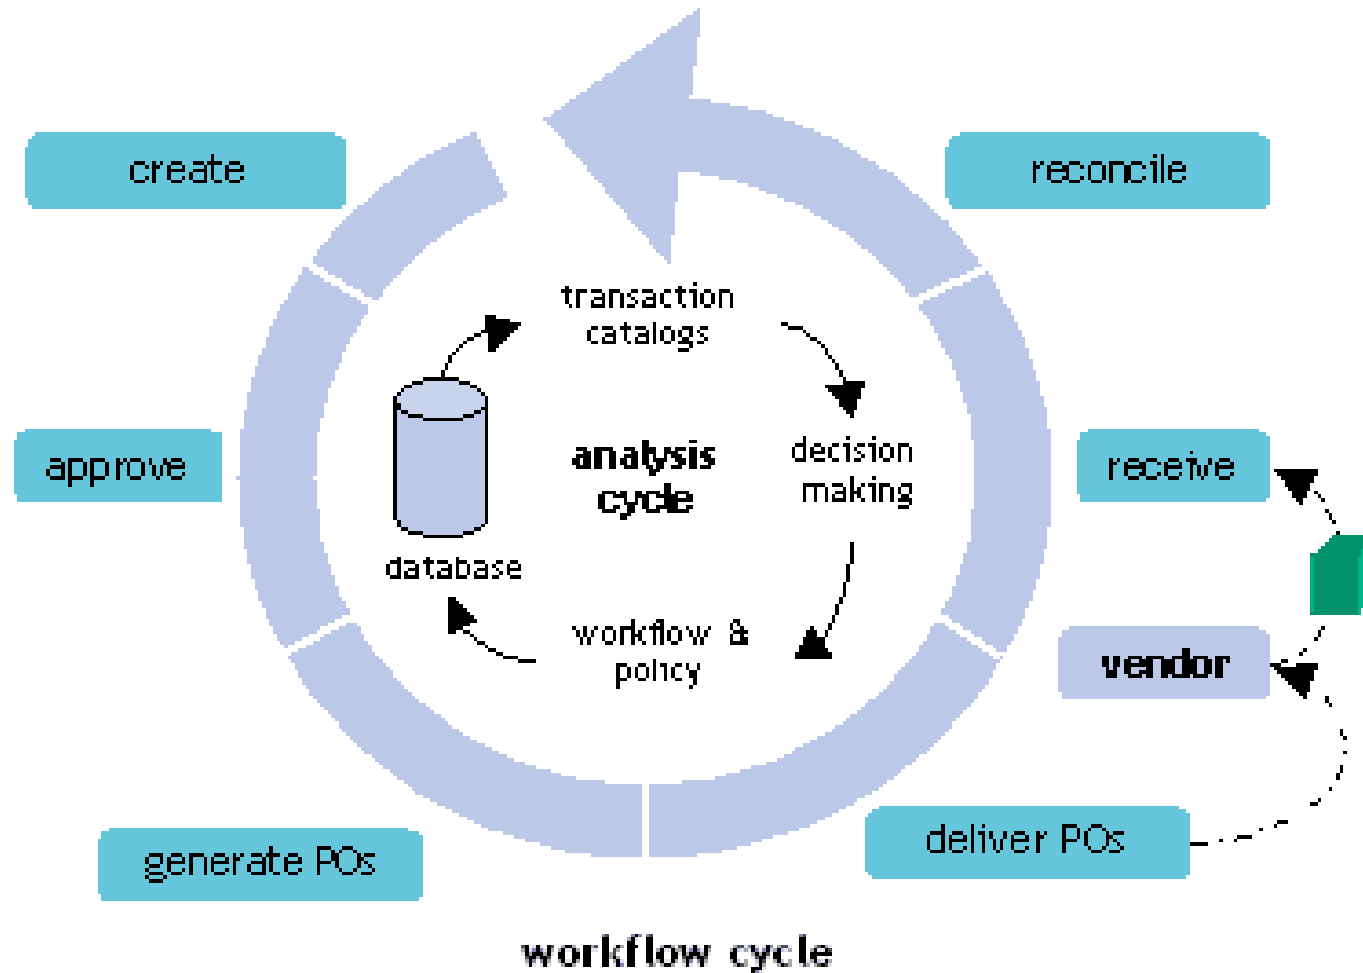 create
reconcile
transaction
catalogs
approve
analysis
cycle
decision
making
receive
database
workflow &
policy
vendor
generate POs
deliver POs
workflow cycle